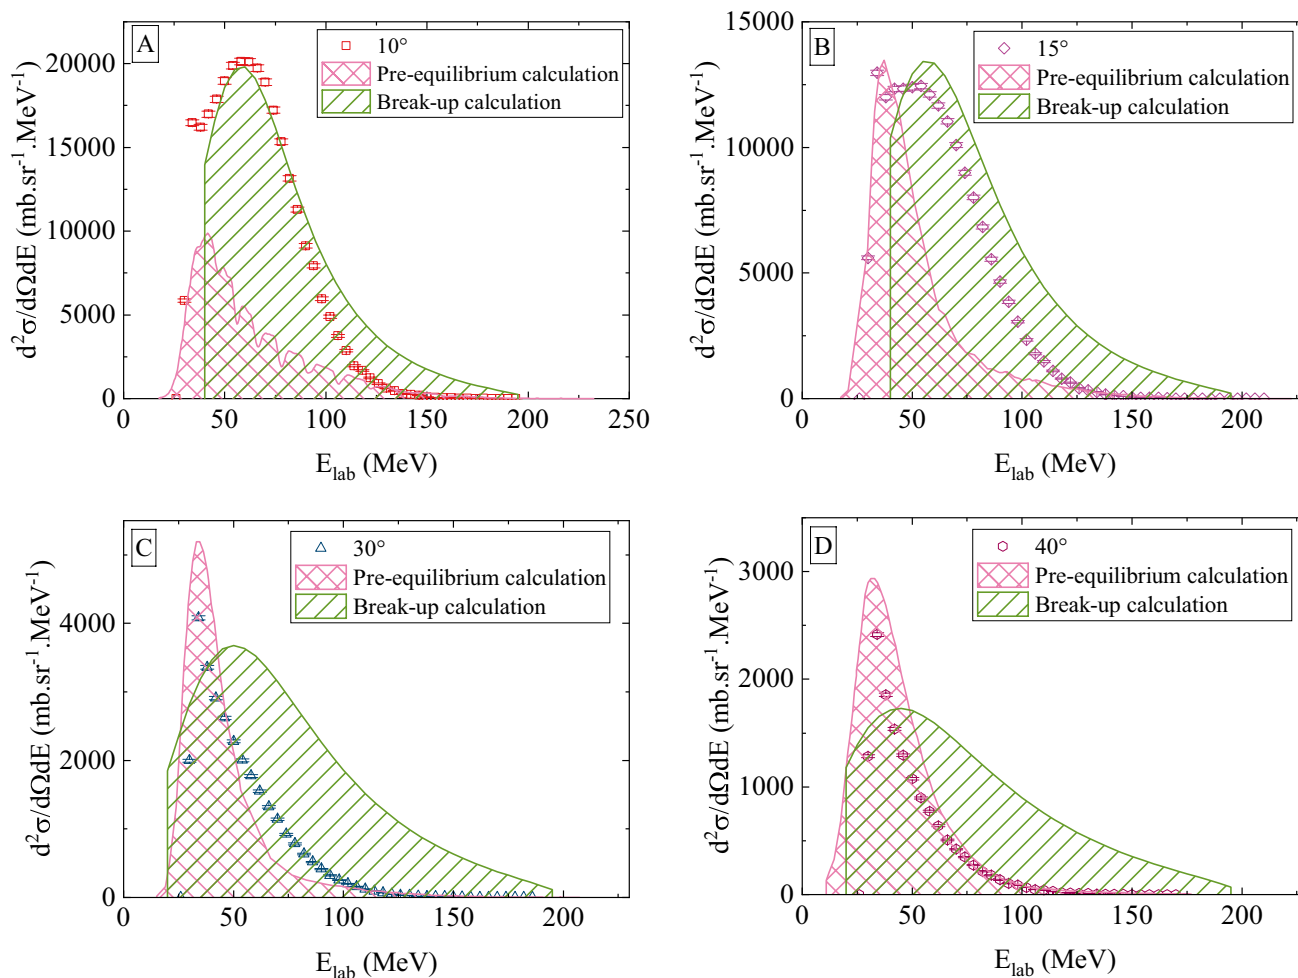 A
10°
Pre-equilibrium calculation
Break-up calculation
20000
15000
10000
5000
0
d²σ/dΩdE (mb.sr⁻¹.MeV⁻¹)
0 50 100 150 200 250
E_lab (MeV)
B
15°
Pre-equilibrium calculation
Break-up calculation
15000
10000
5000
0
d²σ/dΩdE (mb.sr⁻¹.MeV⁻¹)
0 50 100 150 200
E_lab (MeV)
C
30°
Pre-equilibrium calculation
Break-up calculation
4000
2000
0
d²σ/dΩdE (mb.sr⁻¹.MeV⁻¹)
0 50 100 150 200
E_lab (MeV)
D
40°
Pre-equilibrium calculation
Break-up calculation
3000
2000
1000
0
d²σ/dΩdE (mb.sr⁻¹.MeV⁻¹)
0 50 100 150 200
E_lab (MeV)